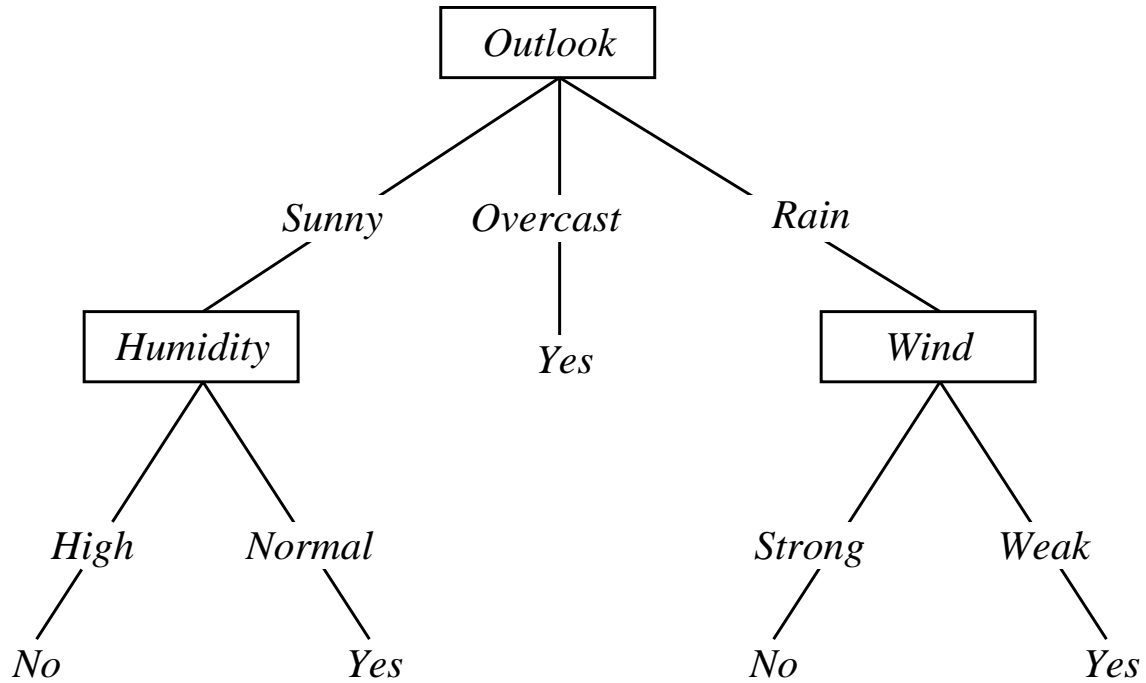 Outlook
Sunny Overcast Rain
Humidity Yes Wind
High Normal Strong Weak
No Yes No Yes